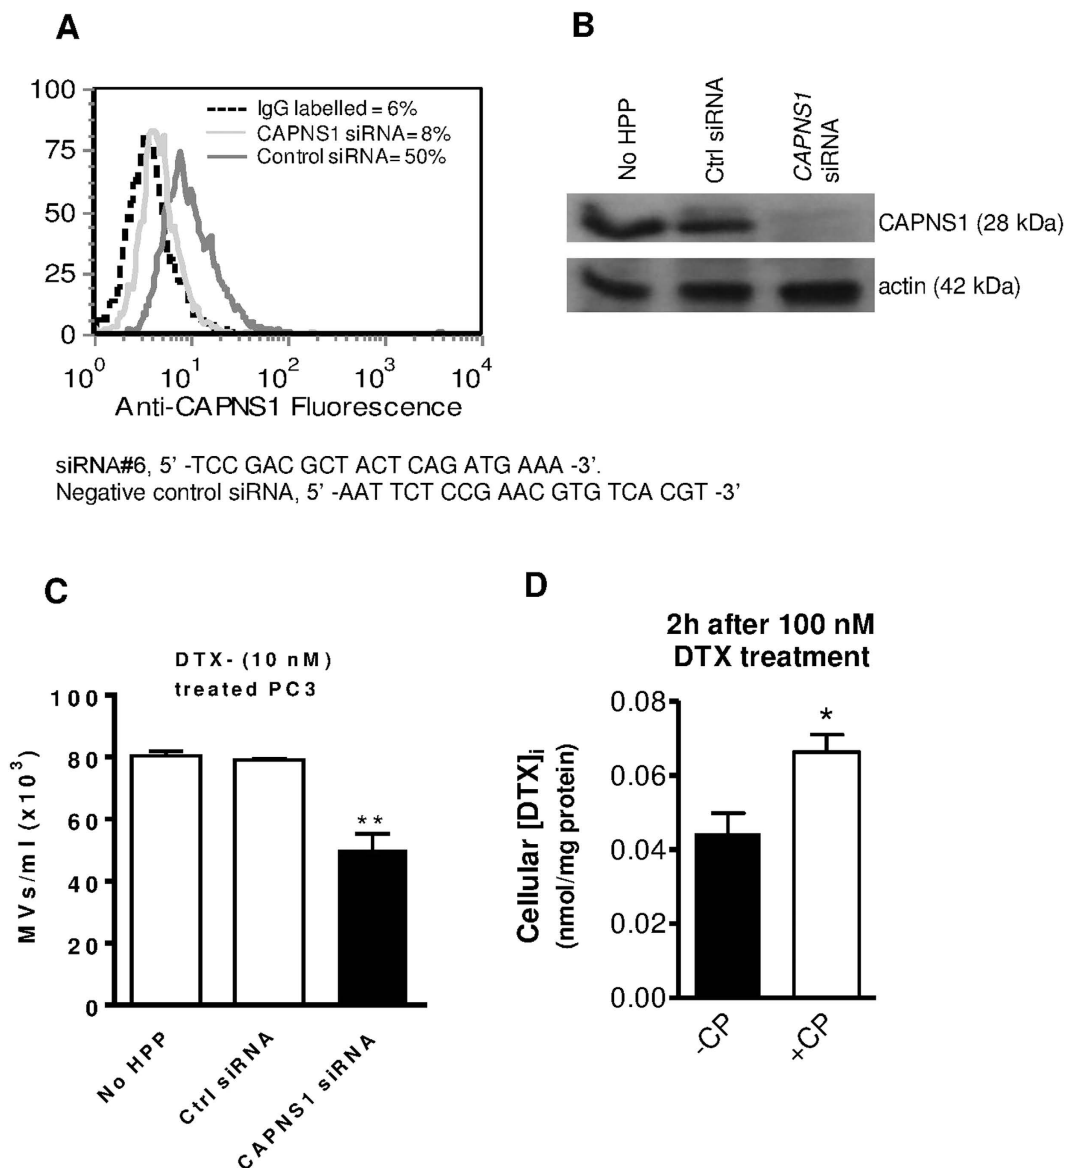 A
100
75
50
25
0
IgG labelled = 6%
CAPNS1 siRNA= 8%
Control siRNA= 50%
10⁰ 10¹ 10² 10³ 10⁴
Anti-CAPNS1 Fluorescence
siRNA#6, 5’ -TCC GAC GCT ACT CAG ATG AAA -3’.
Negative control siRNA, 5’ -AAT TCT CCG AAC GTG TCA CGT -3’
B
No HPP
Ctrl siRNA
CAPNS1
siRNA
CAPNS1 (28 kDa)
actin (42 kDa)
C
DTX- (10 nM)
treated PC3
MVs/ml (x10³)
100
80
60
40
20
0
**
No HPP
Ctrl siRNA
CAPNS1 siRNA
D
2h after 100 nM
DTX treatment
Cellular [DTX]i
(nmol/mg protein)
0.08
0.06
0.04
0.02
0.00
*
-CP
+CP